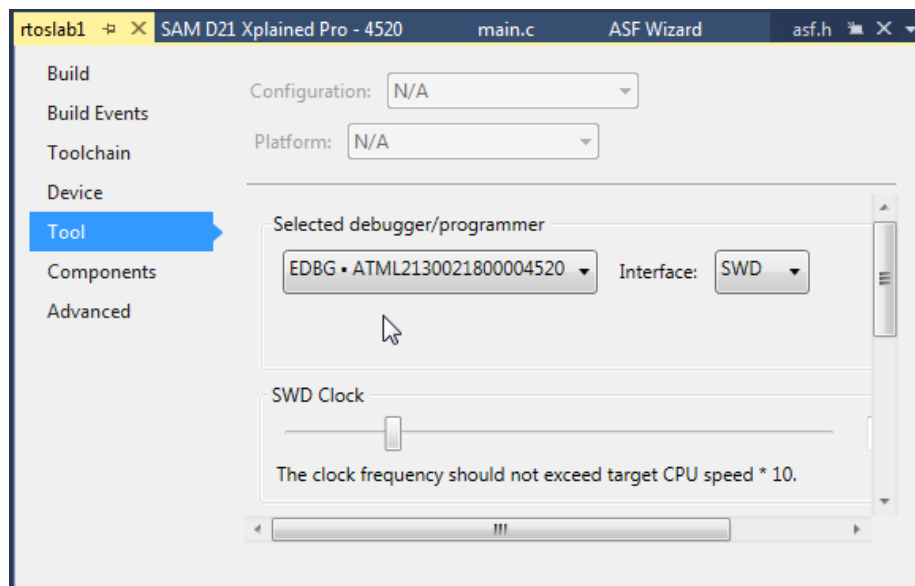 rtoslab1 SAM D21 Xplained Pro - 4520 main.c ASF Wizard asf.h
Build
Build Events
Toolchain
Device
Tool
Components
Advanced
Configuration: N/A
Platform: N/A
Selected debugger/programmer
EDBG ▪ ATML2130021800004520 Interface: SWD
SWD Clock
The clock frequency should not exceed target CPU speed * 10.